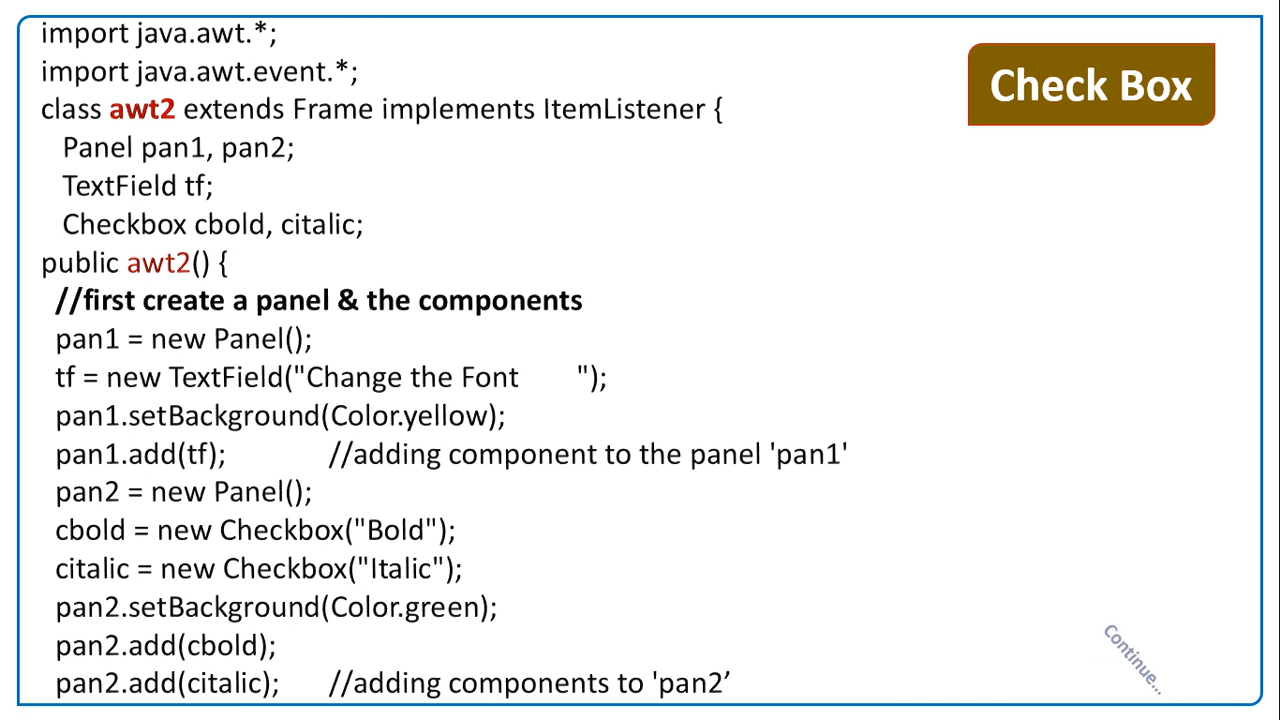 import java.awt.*;
import java.awt.event.*;
class awt2 extends Frame implements ItemListener {
Panel pan1, pan2;
TextField tf;
Checkbox cbold, citalic;
public awt2() {
//first create a panel & the components
pan1 = new Panel();
tf = new TextField("Change the Font       ");
pan1.setBackground(Color.yellow);
pan1.add(tf);             //adding component to the panel 'pan1'
pan2 = new Panel();
cbold = new Checkbox("Bold");
citalic = new Checkbox("Italic");
pan2.setBackground(Color.green);
pan2.add(cbold);
pan2.add(citalic);      //adding components to 'pan2’
Check Box
Continue...